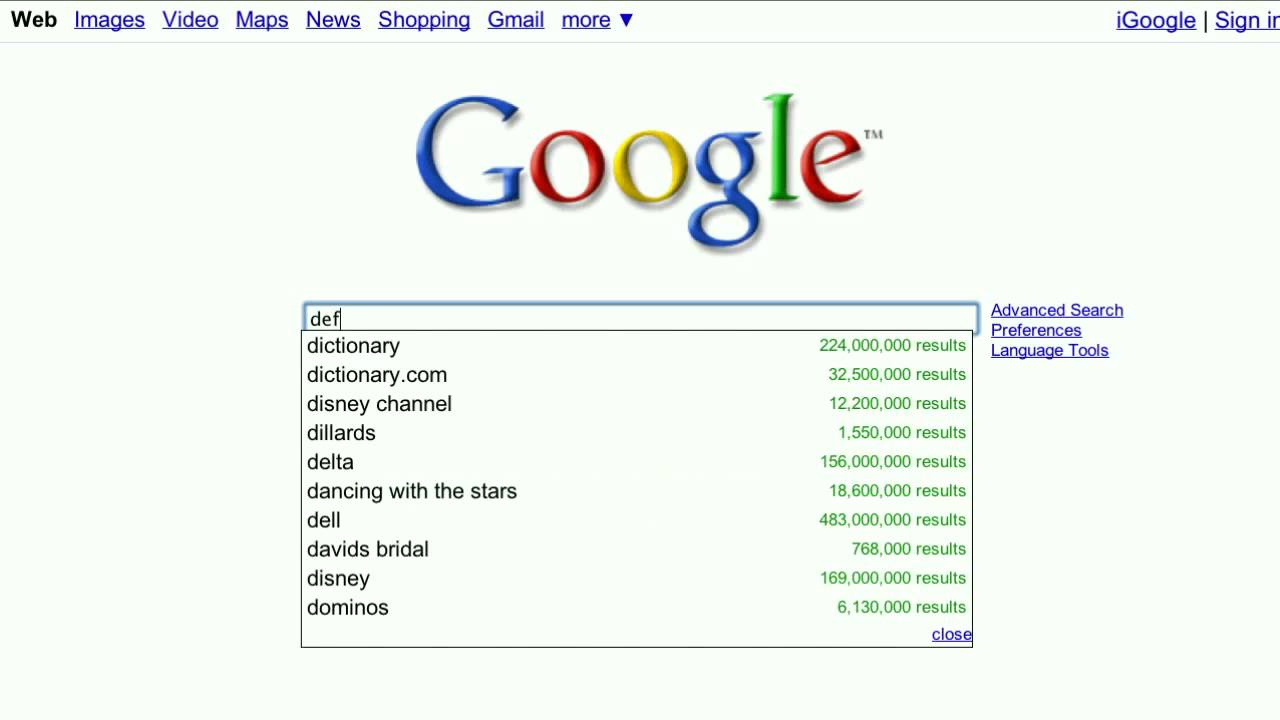 Web Images Video Maps News Shopping Gmail more ▼ iGoogle | Sign in
Google™
def
Advanced Search
Preferences
Language Tools
dictionary 224,000,000 results
dictionary.com 32,500,000 results
disney channel 12,200,000 results
dillards 1,550,000 results
delta 156,000,000 results
dancing with the stars 18,600,000 results
dell 483,000,000 results
davids bridal 768,000 results
disney 169,000,000 results
dominos 6,130,000 results
close